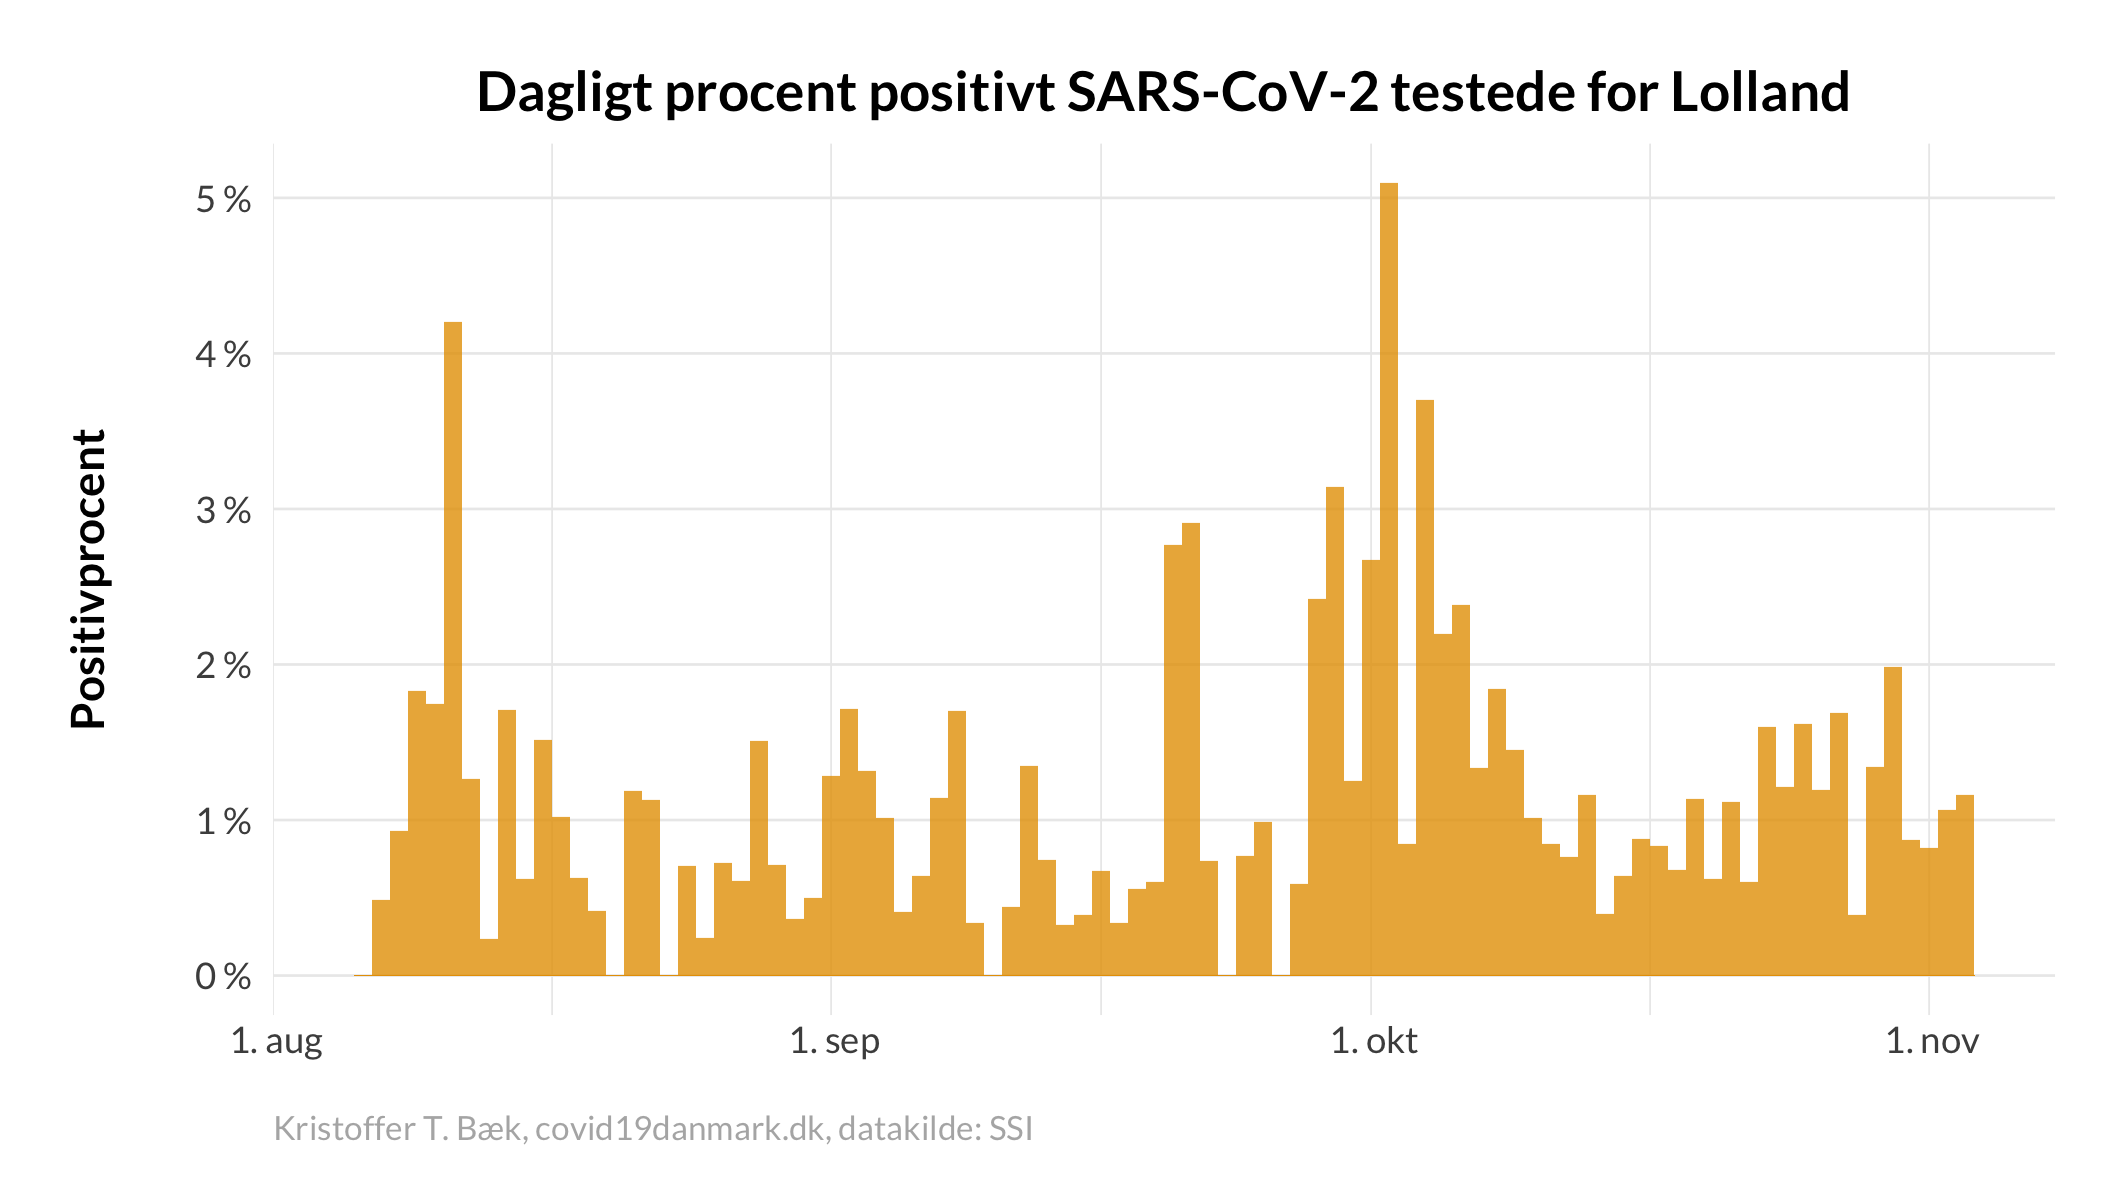 Dagligt procent positivt SARS-CoV-2 testede for Lolland
Positivprocent
5 %
4 %
3 %
2 %
1 %
0 %
1. aug
1. sep
1. okt
1. nov
Kristoffer T. Bæk, covid19danmark.dk, datakilde: SSI